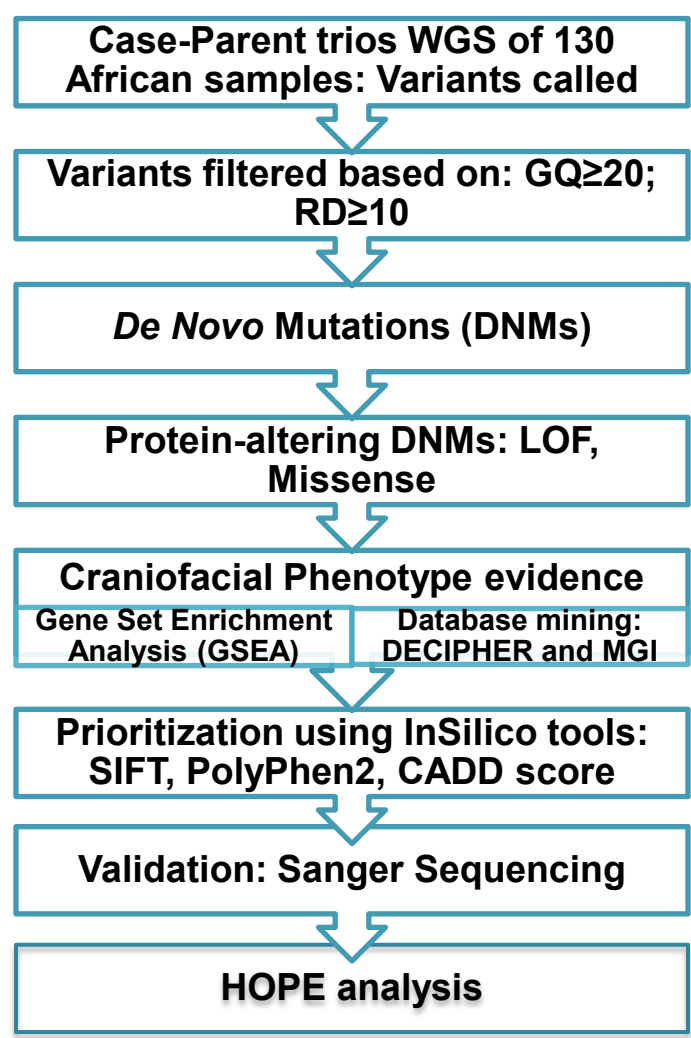 Case-Parent trios WGS of 130
African samples: Variants called
Variants filtered based on: GQ≥20;
RD≥10
De Novo Mutations (DNMs)
Protein-altering DNMs: LOF,
Missense
Craniofacial Phenotype evidence
Gene Set Enrichment
Analysis (GSEA)
Database mining:
DECIPHER and MGI
Prioritization using InSilico tools:
SIFT, PolyPhen2, CADD score
Validation: Sanger Sequencing
HOPE analysis